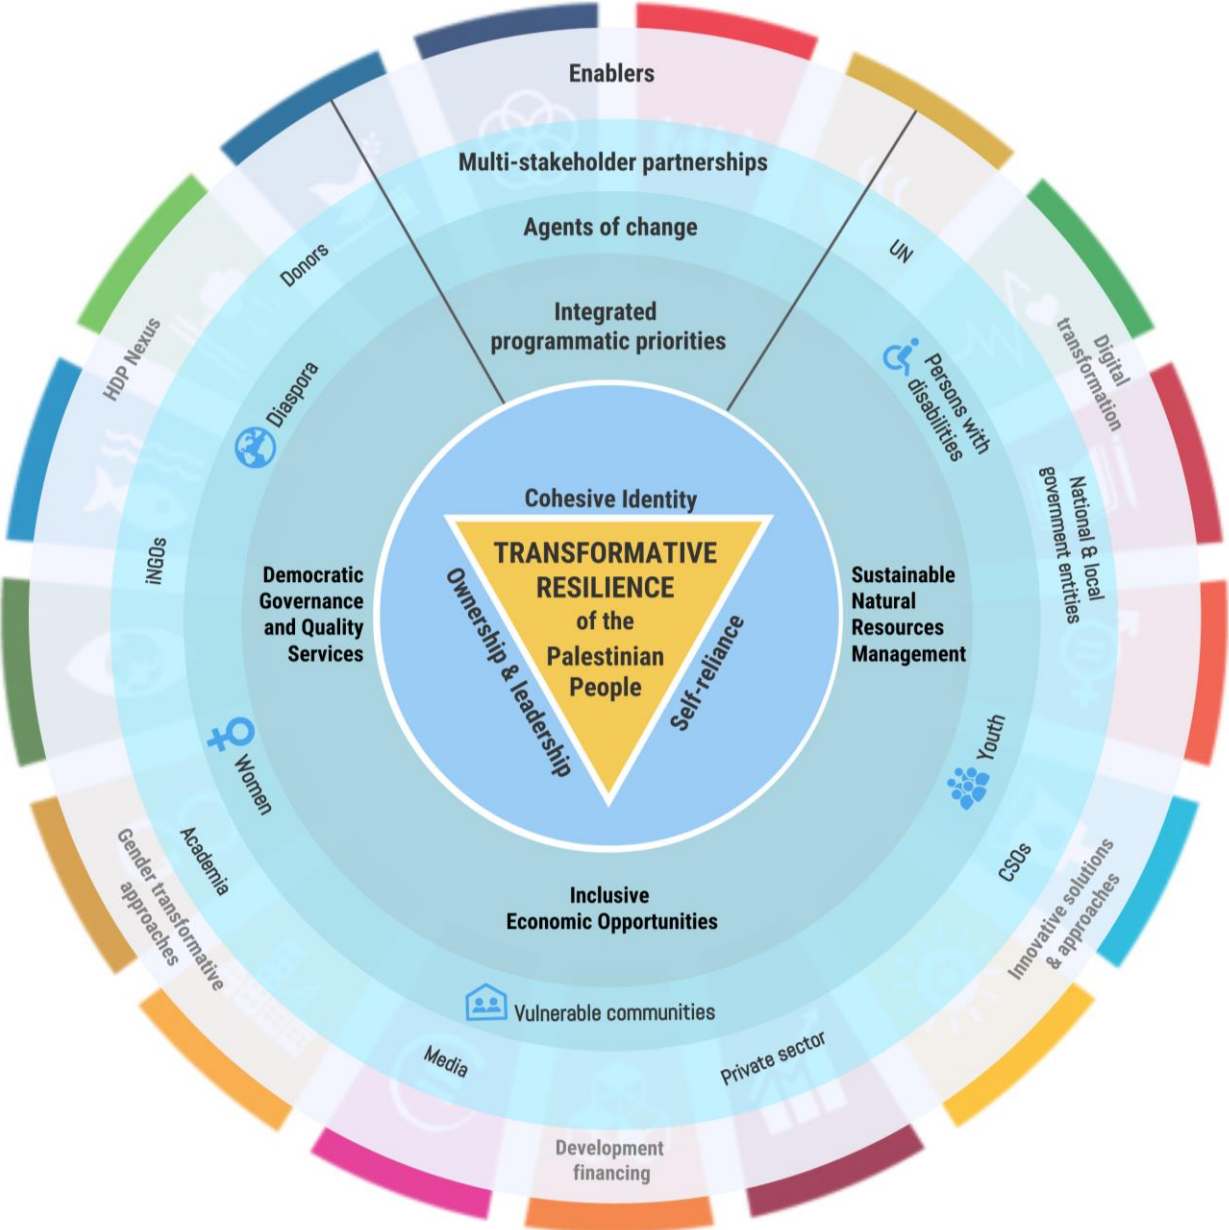 Enablers
Multi-stakeholder partnerships
Agents of change
Integrated
programmatic priorities
Donors
UN
HDP Nexus
Digital
transformation
Diaspora
Persons with
disabilities
iNGOs
National & local
government entities
Cohesive Identity
TRANSFORMATIVE
RESILIENCE
of the
Palestinian
People
Ownership & leadership
Self-reliance
Democratic
Governance
and Quality
Services
Sustainable
Natural
Resources
Management
Women
Youth
Academia
CSOs
Gender transformative
approaches
Innovative solutions
& approaches
Inclusive
Economic Opportunities
Vulnerable communities
Media
Private sector
Development
financing